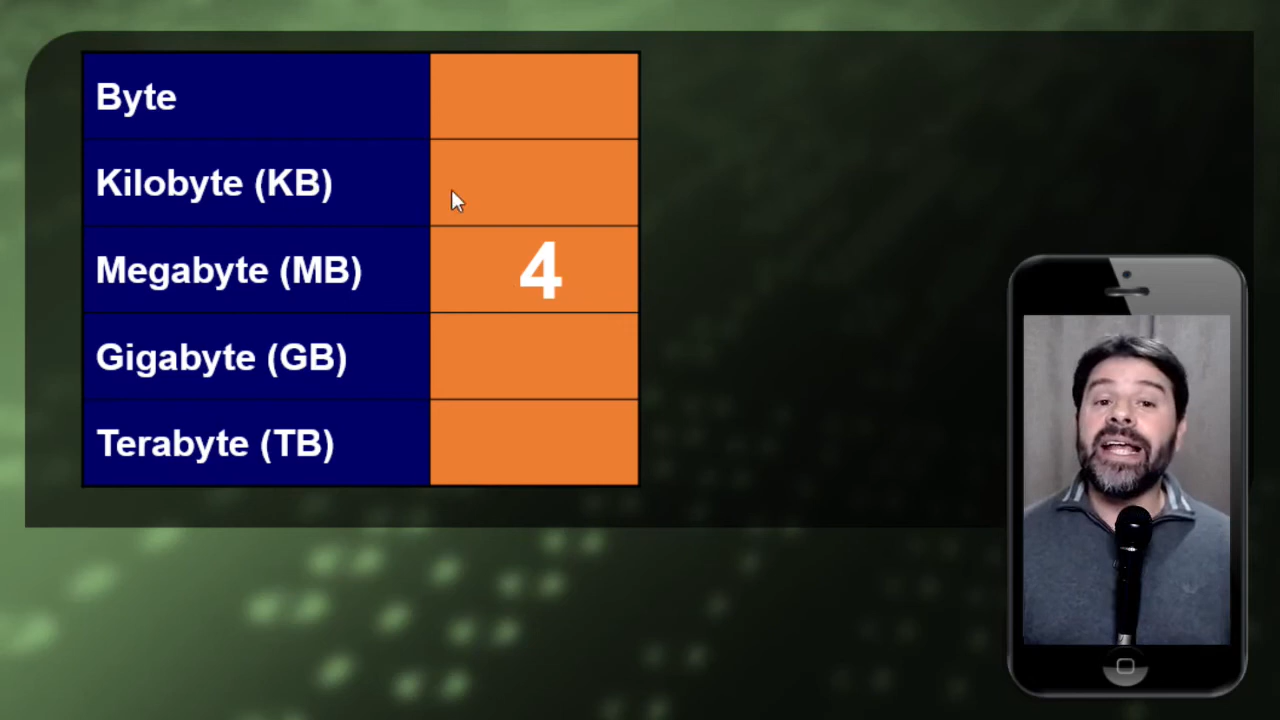 Byte
Kilobyte (KB)
Megabyte (MB) 4
Gigabyte (GB)
Terabyte (TB)